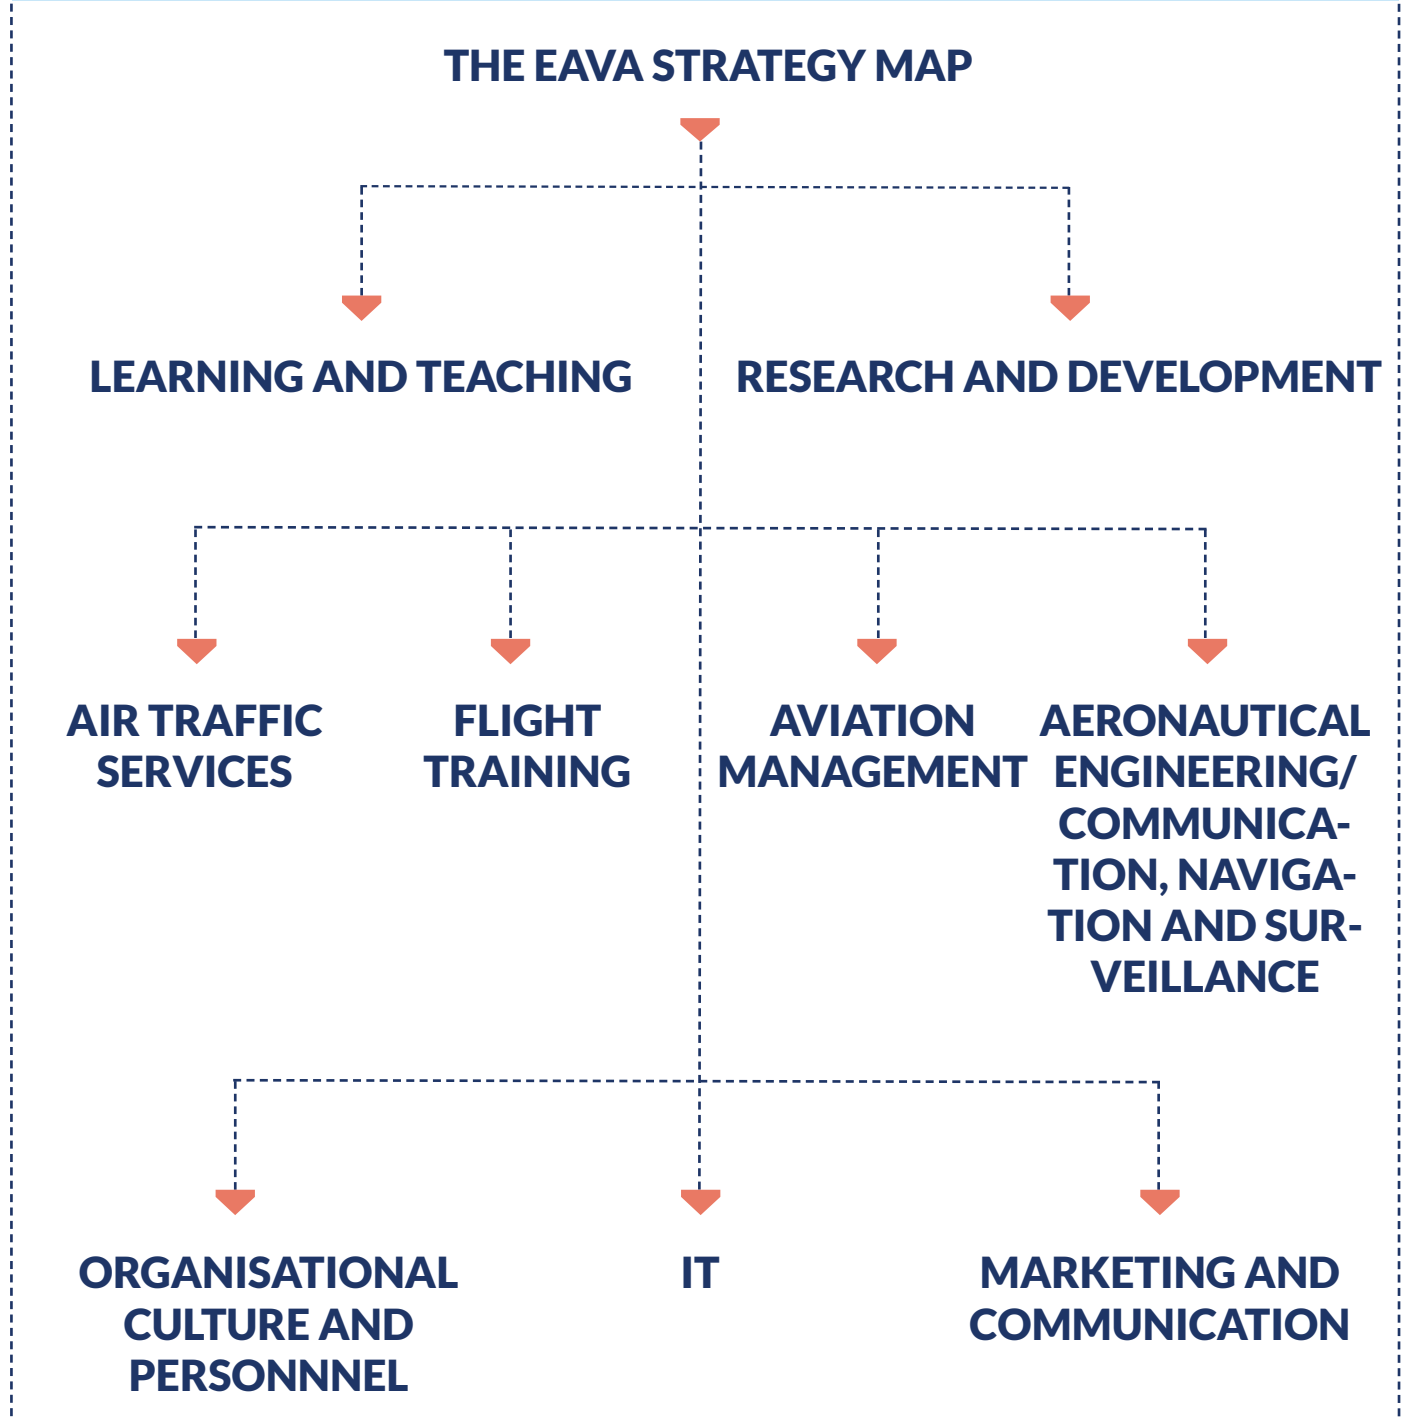 THE EAVA STRATEGY MAP
LEARNING AND TEACHING
RESEARCH AND DEVELOPMENT
AIR TRAFFIC
SERVICES
FLIGHT
TRAINING
AVIATION
MANAGEMENT
AERONAUTICAL
ENGINEERING/
COMMUNICA-
TION, NAVIGA-
TION AND SUR-
VEILLANCE
ORGANISATIONAL
CULTURE AND
PERSONNNEL
IT
MARKETING AND
COMMUNICATION